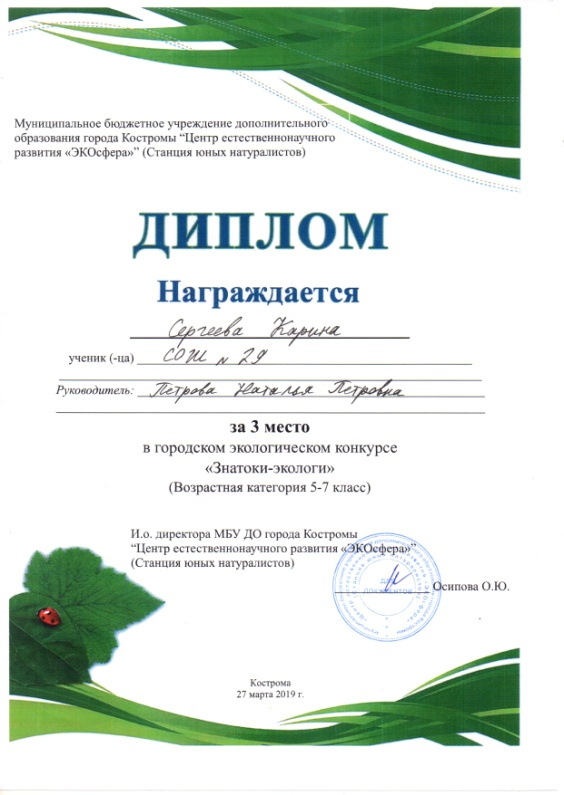 Муниципальное бюджетное учреждение дополнительного
образования города Костромы “Центр естественнонаучного
развития «ЭКОсфера»” (Станция юных натуралистов)
ДИПЛОМ
Награждается
Сергеева Карина
ученик (-ца) СОШ № 29
Руководитель: Петрова Наталья Петровна
за 3 место
в городском экологическом конкурсе
«Знатоки-экологи»
(Возрастная категория 5-7 класс)
И.о. директора МБУ ДО города Костромы
“Центр естественнонаучного развития «ЭКОсфера»”
(Станция юных натуралистов)
ДЛЯ
ДОКУМЕНТОВ
Осипова О.Ю.
Кострома
27 марта 2019 г.